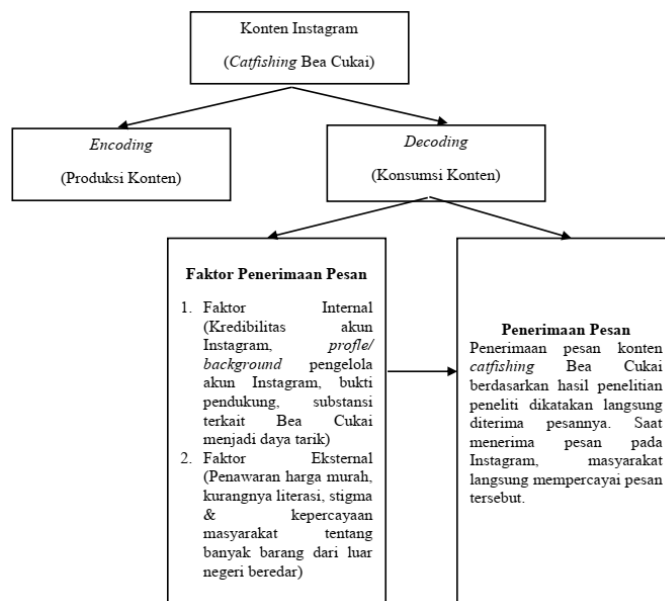 Konten Instagram
(Catfishing Bea Cukai)
Encoding
(Produksi Konten)
Decoding
(Konsumsi Konten)
Faktor Penerimaan Pesan
1. Faktor Internal
(Kredibilitas akun
Instagram, profle/
background pengelola
akun Instagram, bukti
pendukung, substansi
terkait Bea Cukai
menjadi daya tarik)
2. Faktor Eksternal
(Penawaran harga murah,
kurangnya literasi, stigma
& kepercayaan
masyarakat tentang
banyak barang dari luar
negeri beredar)
Penerimaan Pesan
Penerimaan pesan konten
catfishing Bea Cukai
berdasarkan hasil penelitian
peneliti dikatakan langsung
diterima pesannya. Saat
menerima pesan pada
Instagram, masyarakat
langsung mempercayai pesan
tersebut.